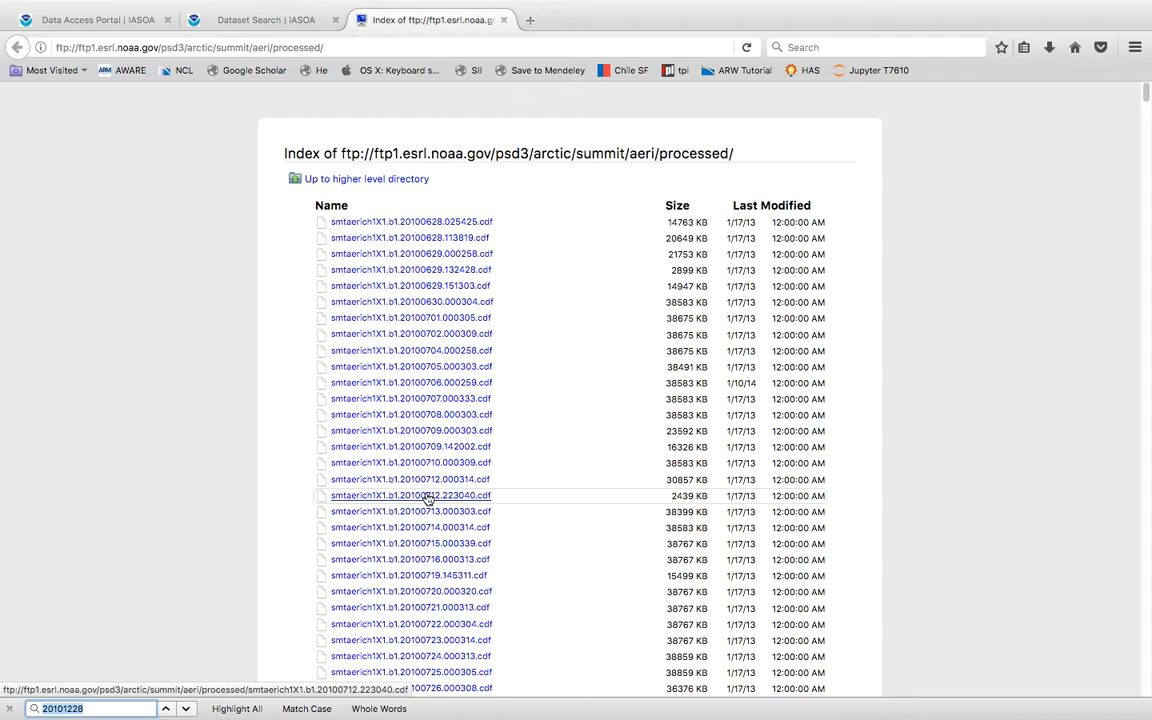 Data Access Portal | IASOA
Dataset Search | IASOA
Index of ftp://ftp1.esrl.noaa.g...
ftp://ftp1.esrl.noaa.gov/psd3/arctic/summit/aeri/processed/
Search
Most Visited
ARM AWARE
NCL
Google Scholar
He
OS X: Keyboard s...
SII
Save to Mendeley
Chile SF
tpl
ARW Tutorial
HAS
Jupyter T7610
Index of ftp://ftp1.esrl.noaa.gov/psd3/arctic/summit/aeri/processed/
Up to higher level directory
Name Size Last Modified
smtaerich1X1.b1.20100628.025425.cdf 14763 KB 1/17/13 12:00:00 AM
smtaerich1X1.b1.20100628.113819.cdf 20649 KB 1/17/13 12:00:00 AM
smtaerich1X1.b1.20100629.000258.cdf 21753 KB 1/17/13 12:00:00 AM
smtaerich1X1.b1.20100629.132428.cdf 2899 KB 1/17/13 12:00:00 AM
smtaerich1X1.b1.20100629.151303.cdf 14947 KB 1/17/13 12:00:00 AM
smtaerich1X1.b1.20100630.000304.cdf 38583 KB 1/17/13 12:00:00 AM
smtaerich1X1.b1.20100701.000305.cdf 38675 KB 1/17/13 12:00:00 AM
smtaerich1X1.b1.20100702.000309.cdf 38675 KB 1/17/13 12:00:00 AM
smtaerich1X1.b1.20100704.000258.cdf 38675 KB 1/17/13 12:00:00 AM
smtaerich1X1.b1.20100705.000303.cdf 38491 KB 1/17/13 12:00:00 AM
smtaerich1X1.b1.20100706.000259.cdf 38583 KB 1/10/14 12:00:00 AM
smtaerich1X1.b1.20100707.000333.cdf 38583 KB 1/17/13 12:00:00 AM
smtaerich1X1.b1.20100708.000303.cdf 38583 KB 1/17/13 12:00:00 AM
smtaerich1X1.b1.20100709.000303.cdf 23592 KB 1/17/13 12:00:00 AM
smtaerich1X1.b1.20100709.142002.cdf 16326 KB 1/17/13 12:00:00 AM
smtaerich1X1.b1.20100710.000309.cdf 38583 KB 1/17/13 12:00:00 AM
smtaerich1X1.b1.20100712.000314.cdf 30857 KB 1/17/13 12:00:00 AM
smtaerich1X1.b1.20100712.223040.cdf 2439 KB 1/17/13 12:00:00 AM
smtaerich1X1.b1.20100713.000303.cdf 38399 KB 1/17/13 12:00:00 AM
smtaerich1X1.b1.20100714.000314.cdf 38583 KB 1/17/13 12:00:00 AM
smtaerich1X1.b1.20100715.000339.cdf 38767 KB 1/17/13 12:00:00 AM
smtaerich1X1.b1.20100716.000313.cdf 38767 KB 1/17/13 12:00:00 AM
smtaerich1X1.b1.20100719.145311.cdf 15499 KB 1/17/13 12:00:00 AM
smtaerich1X1.b1.20100720.000320.cdf 38767 KB 1/17/13 12:00:00 AM
smtaerich1X1.b1.20100721.000313.cdf 38767 KB 1/17/13 12:00:00 AM
smtaerich1X1.b1.20100722.000304.cdf 38767 KB 1/17/13 12:00:00 AM
smtaerich1X1.b1.20100723.000314.cdf 38767 KB 1/17/13 12:00:00 AM
smtaerich1X1.b1.20100724.000313.cdf 38859 KB 1/17/13 12:00:00 AM
smtaerich1X1.b1.20100725.000305.cdf 38859 KB 1/17/13 12:00:00 AM
ftp://ftp1.esrl.noaa.gov/psd3/arctic/summit/aeri/processed/smtaerich1X1.b1.20100712.223040.cdf 0726.000308.cdf 36376 KB 1/17/13 12:00:00 AM
20101228 Highlight All Match Case Whole Words